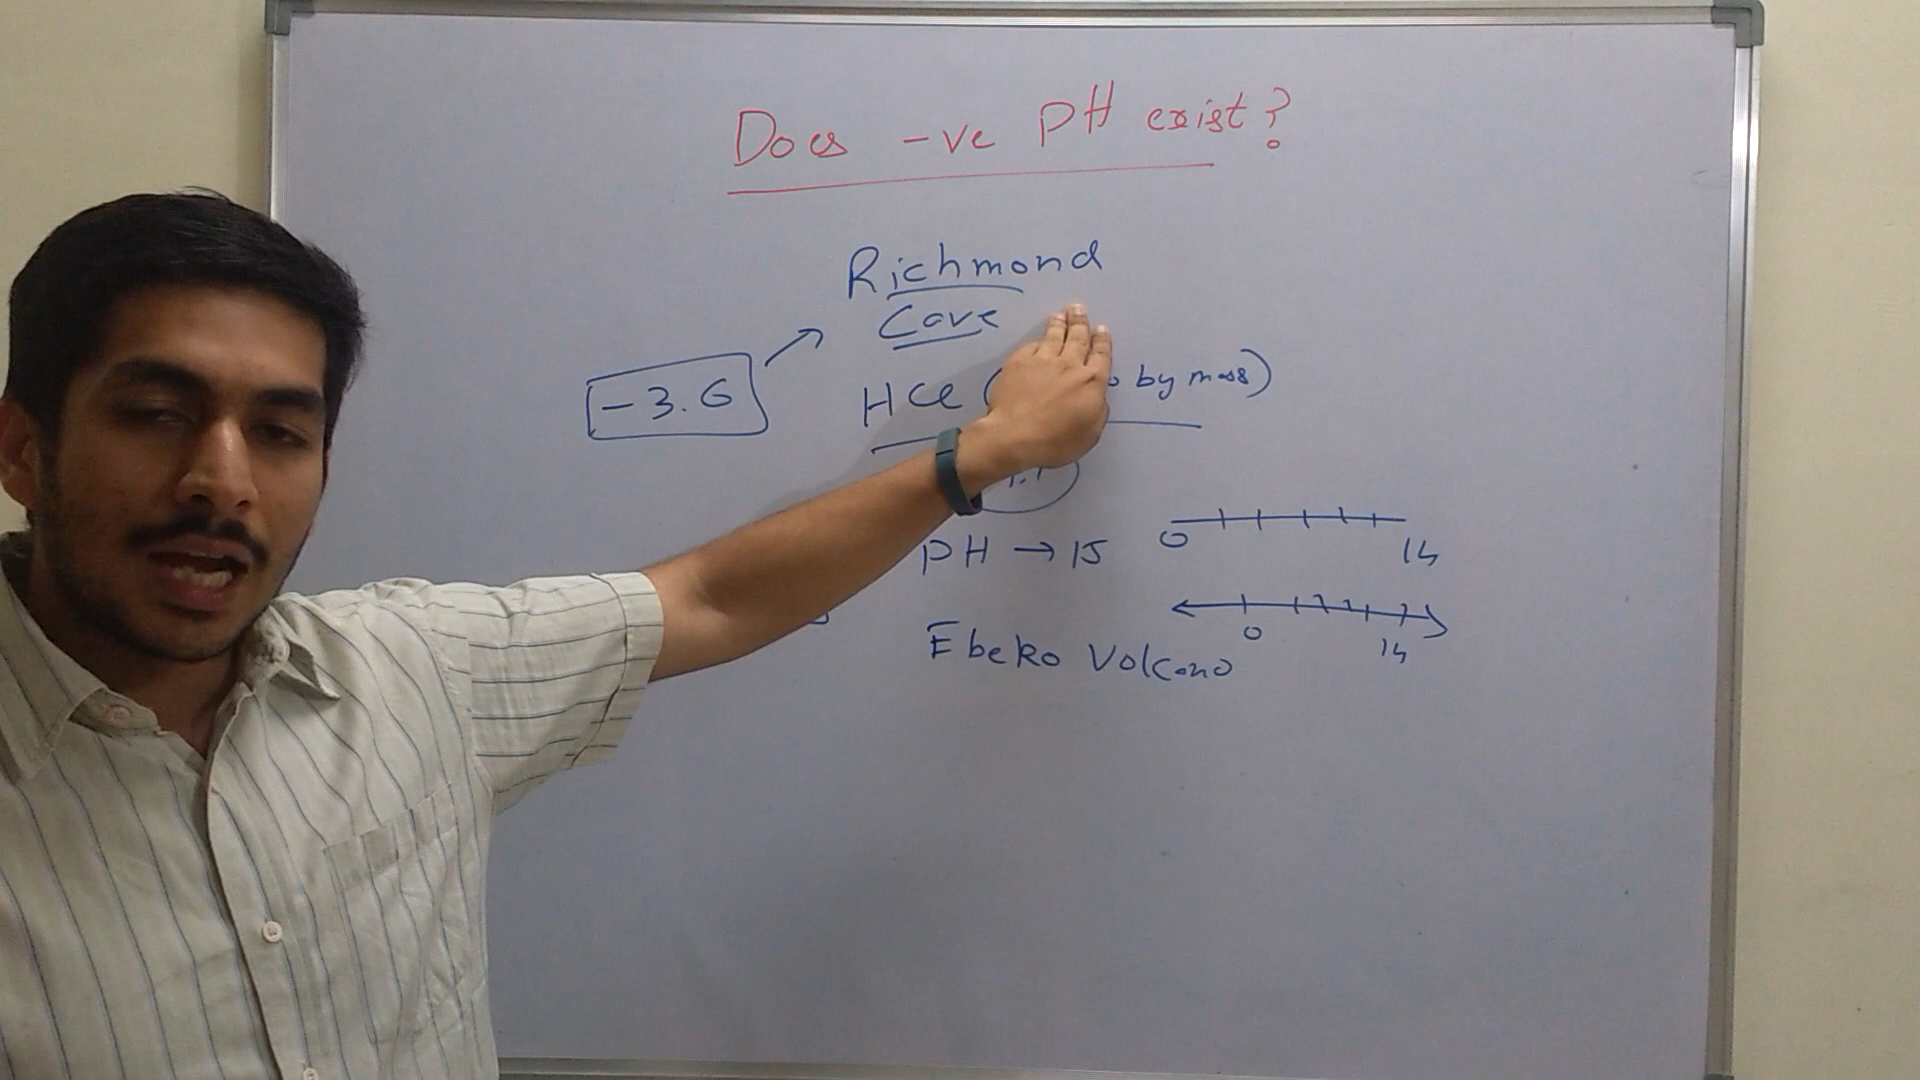 Does -ve pH exist?
Richmond
Cave
-3.6
HCl ( by mass)
pH → 15
0 14
0 14
Ebeko Volcano